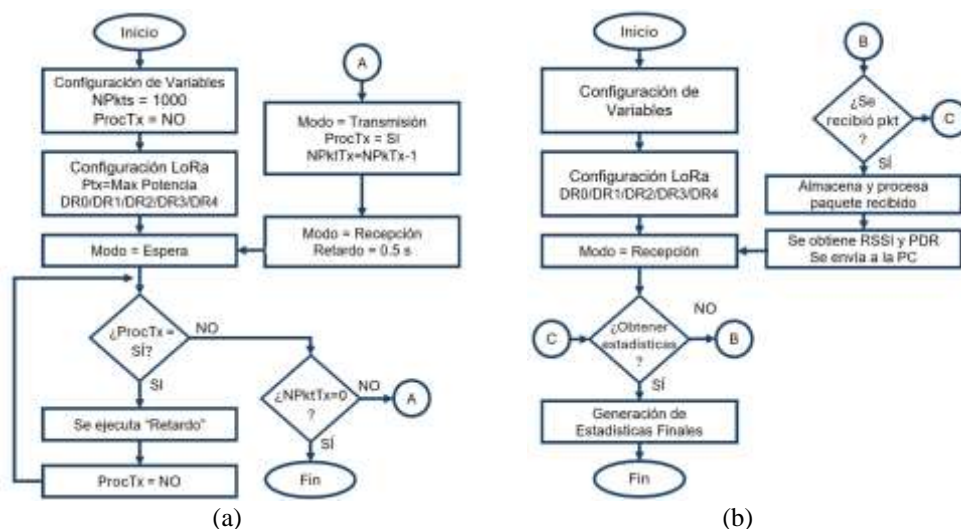 Inicio
Configuración de Variables
NPkts = 1000
ProcTx = NO
Configuración LoRa
Ptx=Max Potencia
DR0/DR1/DR2/DR3/DR4
Modo = Espera
¿ProcTx =
SÍ?
NO
SI
Se ejecuta "Retardo"
ProcTx = NO
A
Modo = Transmisión
ProcTx = SI
NPktTx=NPkTx-1
Modo = Recepción
Retardo = 0.5 s
¿NPktTx=0
?
NO
A
SÍ
Fin
(a)
Inicio
Configuración de
Variables
Configuración LoRa
DR0/DR1/DR2/DR3/DR4
Modo = Recepción
C
¿Obtener
estadísticas
?
NO
B
SÍ
Generación de
Estadísticas Finales
Fin
B
¿Se
recibió pkt
?
C
SÍ
Almacena y procesa
paquete recibido
Se obtiene RSSI y PDR
Se envía a la PC
(b)